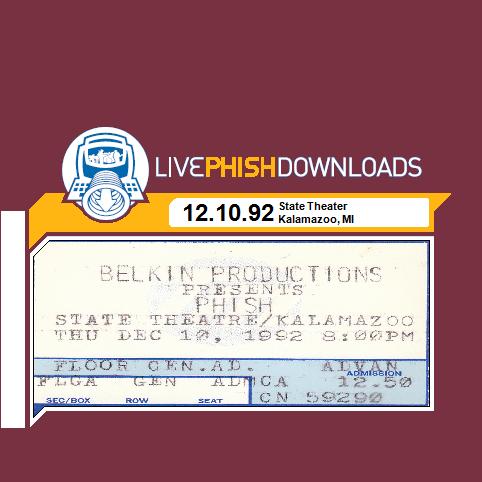 LIVEPHISHDOWNLOADS
12.10.92 State Theater
Kalamazoo, MI
BELKIN PRODUCTIONS
PRESENTS
PHISH
STATE THEATRE/KALAMAZOO
THU DEC 10, 1992 8:00PM
FLOOR GEN.AD. ADVAN
ADMISSION
FLGA GEN ADMCA 12.50
SEC/BOX ROW SEAT CN 59290